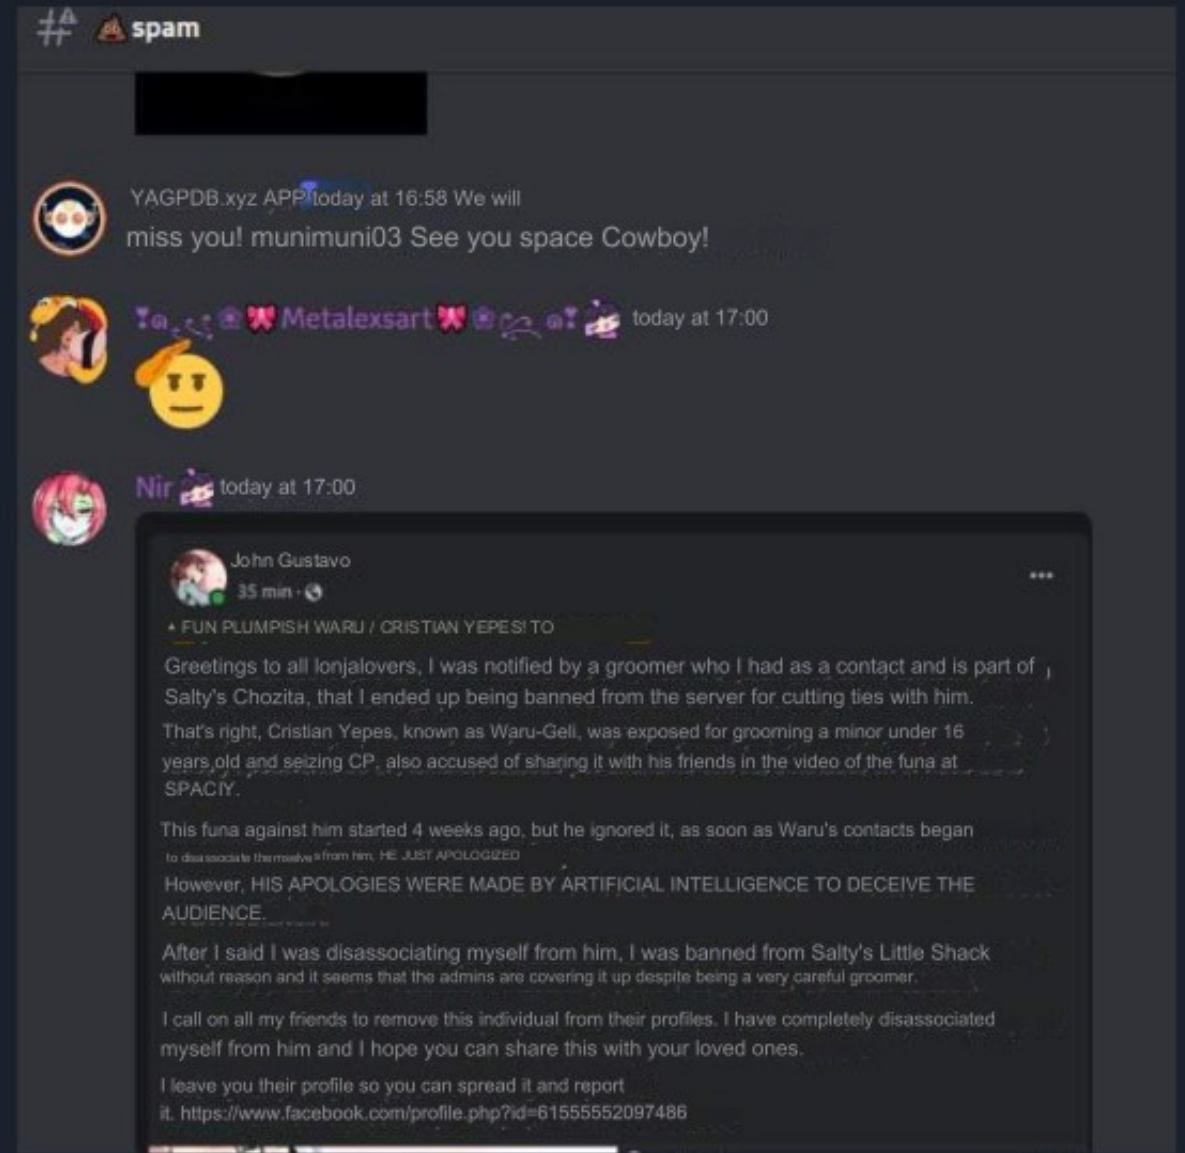 spam
YAGPDB.xyz APP today at 16:58 We will
miss you! munimuni03 See you space Cowboy!
Metalexsart today at 17:00
Nir today at 17:00
John Gustavo
35 min ·
FUN PLUMPISH WARU / CRISTIAN YEPES! TO
Greetings to all lonjalovers, I was notified by a groomer who I had as a contact and is part of
Salty's Chozita, that I ended up being banned from the server for cutting ties with him.
That's right, Cristian Yepes, known as Waru-Geli, was exposed for grooming a minor under 16
years,old and seizing CP, also accused of sharing it with his friends in the video of the funa at
SPACIY.
This funa against him started 4 weeks ago, but he ignored it, as soon as Waru's contacts began
to disassociate themselves from him, HE JUST APOLOGIZED
However, HIS APOLOGIES WERE MADE BY ARTIFICIAL INTELLIGENCE TO DECEIVE THE
AUDIENCE.
After I said I was disassociating myself from him, I was banned from Salty's Little Shack
without reason and it seems that the admins are covering it up despite being a very careful groomer.
I call on all my friends to remove this individual from their profiles. I have completely disassociated
myself from him and I hope you can share this with your loved ones.
I leave you their profile so you can spread it and report
it. https://www.facebook.com/profile.php?id=61555552097486